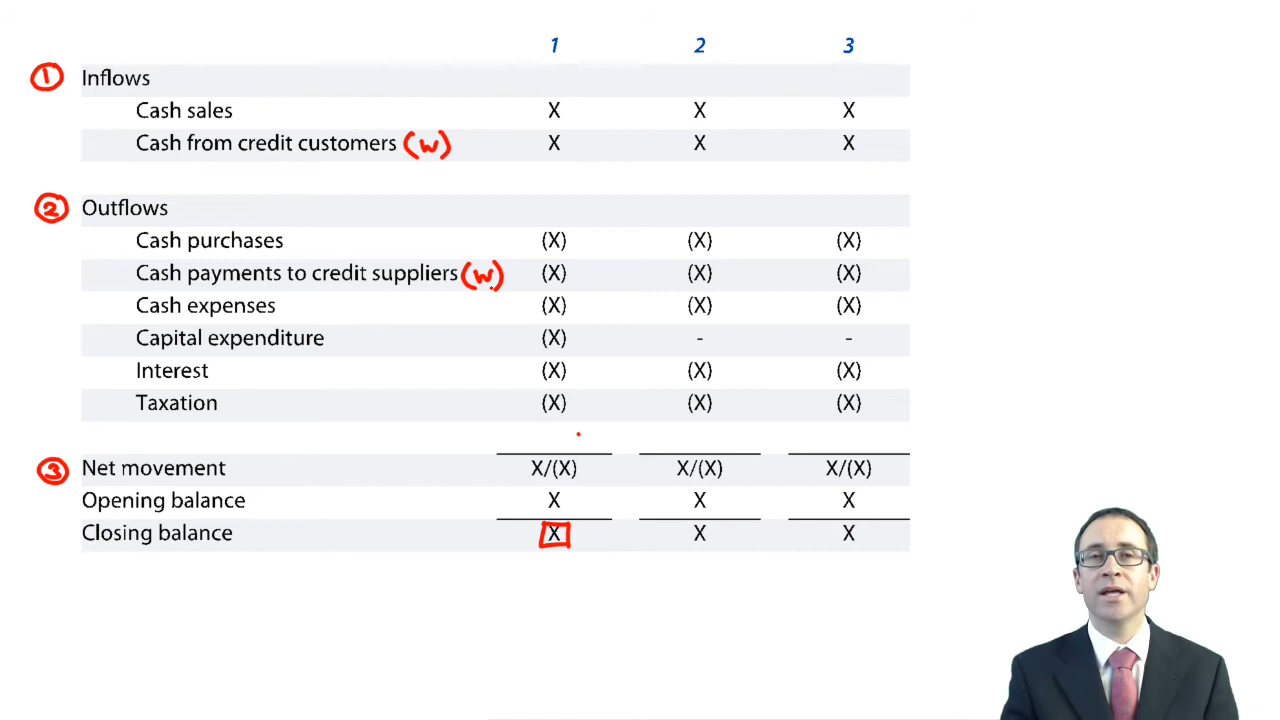 1 2 3
① Inflows
Cash sales X X X
Cash from credit customers (W) X X X
② Outflows
Cash purchases (X) (X) (X)
Cash payments to credit suppliers (W) (X) (X) (X)
Cash expenses (X) (X) (X)
Capital expenditure (X) - -
Interest (X) (X) (X)
Taxation (X) (X) (X)
③ Net movement X/(X) X/(X) X/(X)
Opening balance X X X
Closing balance X X X